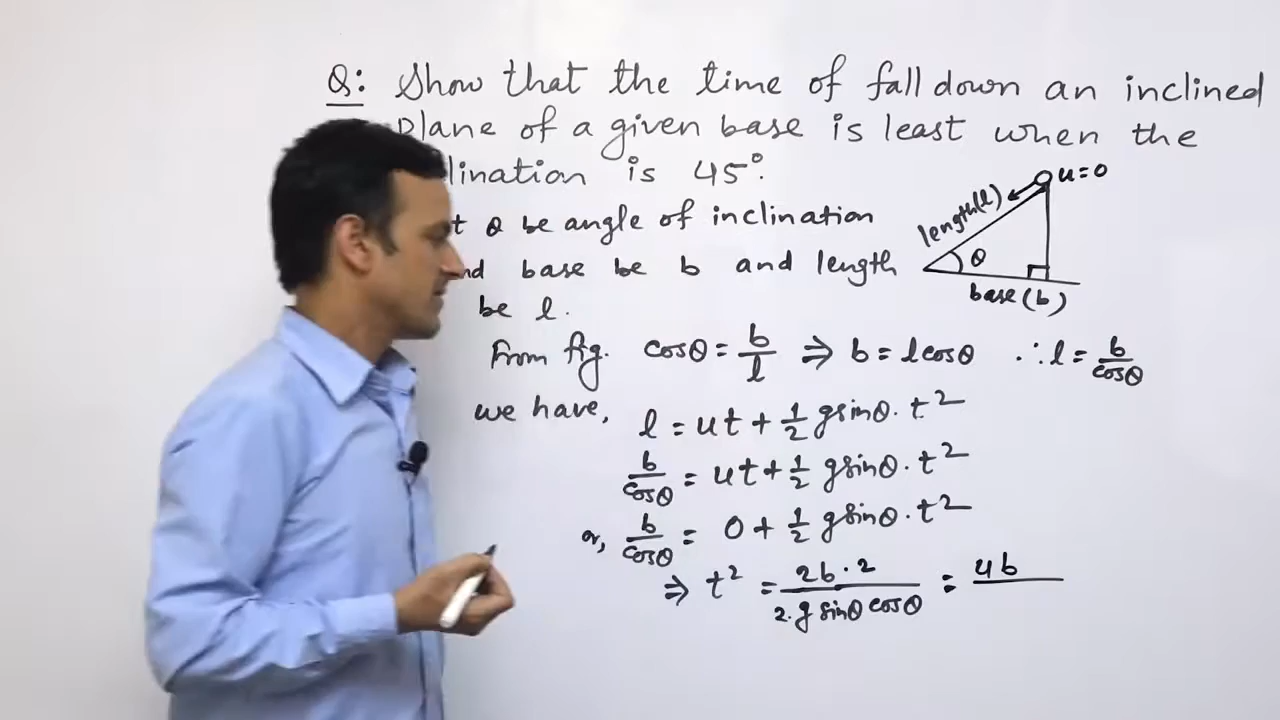 Q: Show that the time of fall down an inclined
plane of a given base is least when the
lination is 45°.
t θ be angle of inclination
nd base be b and length
be l.
u=0
length(l)
θ
base (b)
From fig. cosθ = b/l ⇒ b = l cosθ ∴ l = b/cosθ
we have, l = ut + 1/2 g sinθ · t²
b/cosθ = ut + 1/2 g sinθ · t²
or, b/cosθ = 0 + 1/2 g sinθ · t²
⇒ t² = 2b · 2 / 2 · g sinθ cosθ = 4b